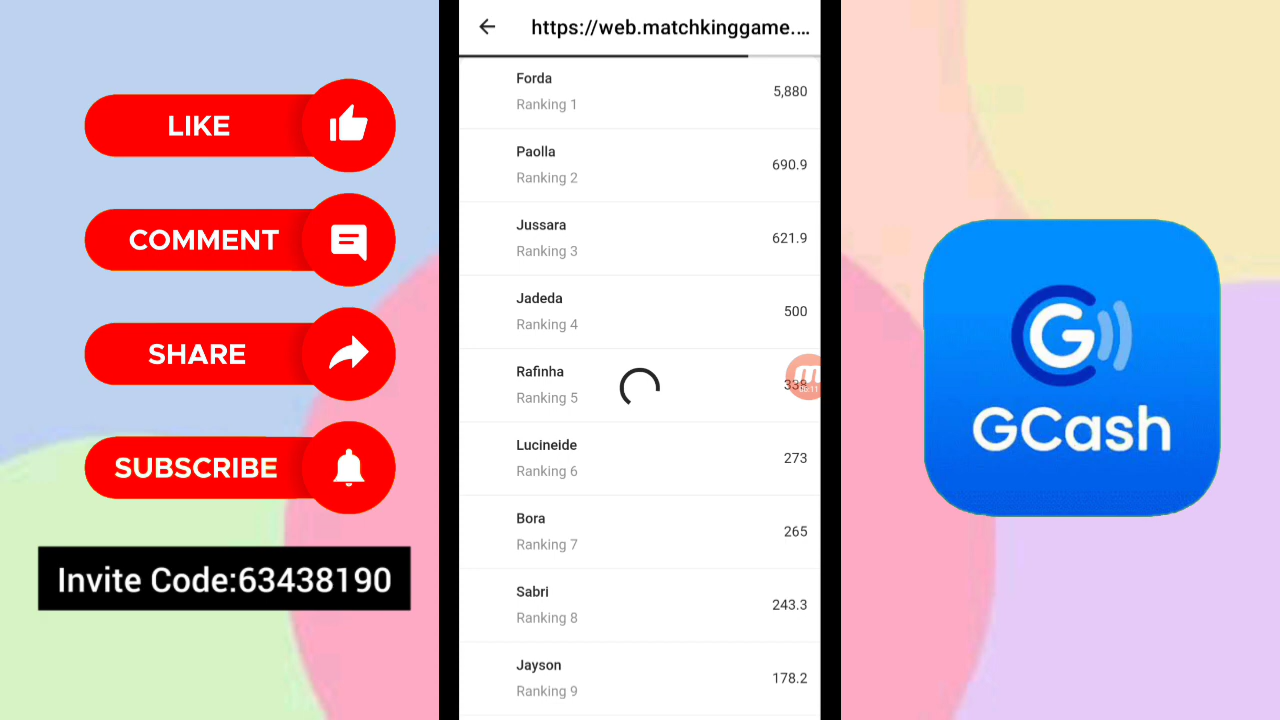 LIKE
COMMENT
SHARE
SUBSCRIBE
Invite Code:63438190
https://web.matchkinggame....
Forda
Ranking 1
5,880
Paolla
Ranking 2
690.9
Jussara
Ranking 3
621.9
Jadeda
Ranking 4
500
Rafinha
Ranking 5
338
Lucineide
Ranking 6
273
Bora
Ranking 7
265
Sabri
Ranking 8
243.3
Jayson
Ranking 9
178.2
G
GCash